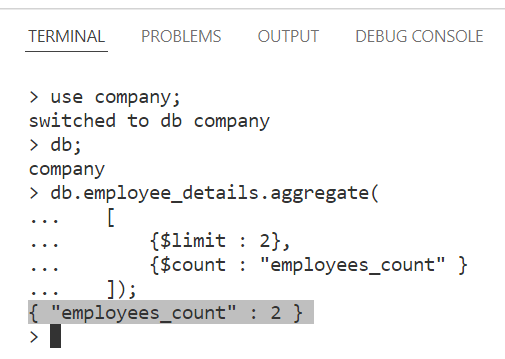 TERMINAL PROBLEMS OUTPUT DEBUG CONSOLE
> use company;
switched to db company
> db;
company
> db.employee_details.aggregate(
...    [
...        {$limit : 2},
...        {$count : "employees_count" }
...    ]);
{ "employees_count" : 2 }
>